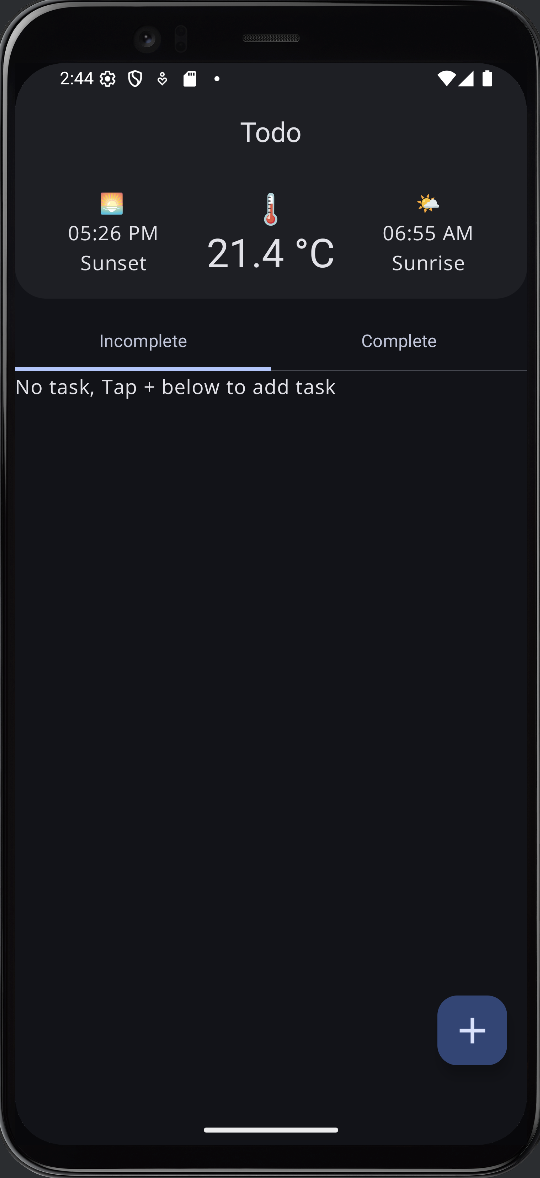 2:44
Todo
05:26 PM
Sunset
21.4 °C
06:55 AM
Sunrise
Incomplete
Complete
No task, Tap + below to add task
+